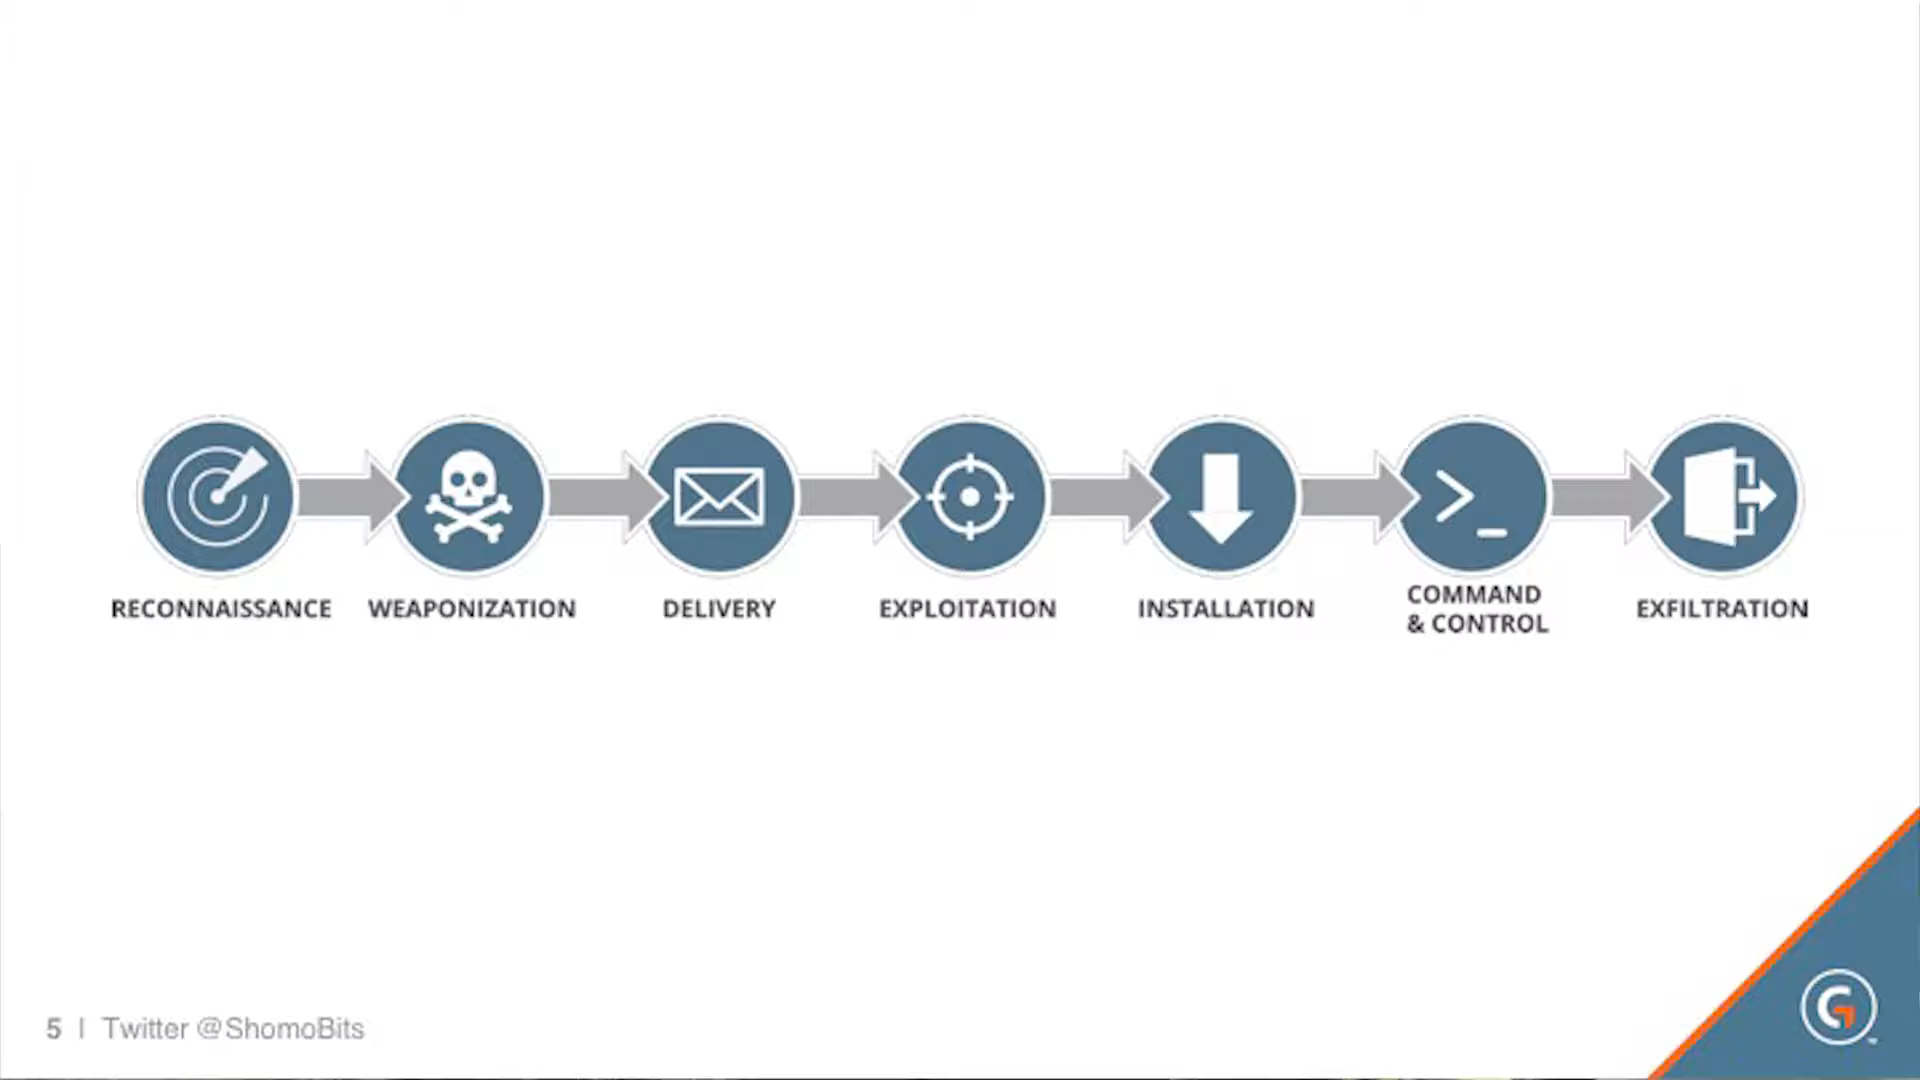 RECONNAISSANCE
WEAPONIZATION
DELIVERY
EXPLOITATION
INSTALLATION
COMMAND
& CONTROL
EXFILTRATION
5 | Twitter @ShomoBits